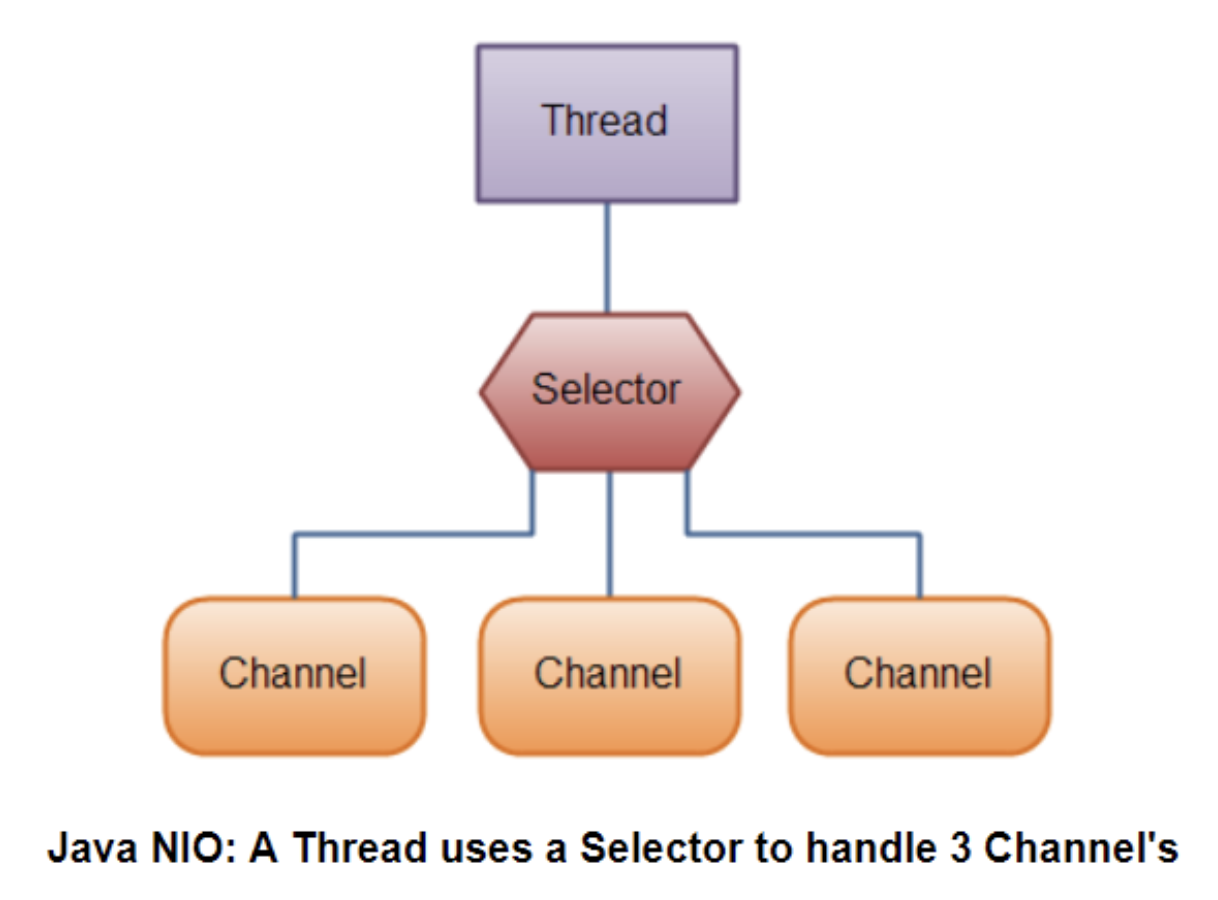 Thread
Selector
Channel
Channel
Channel
Java NIO: A Thread uses a Selector to handle 3 Channel's